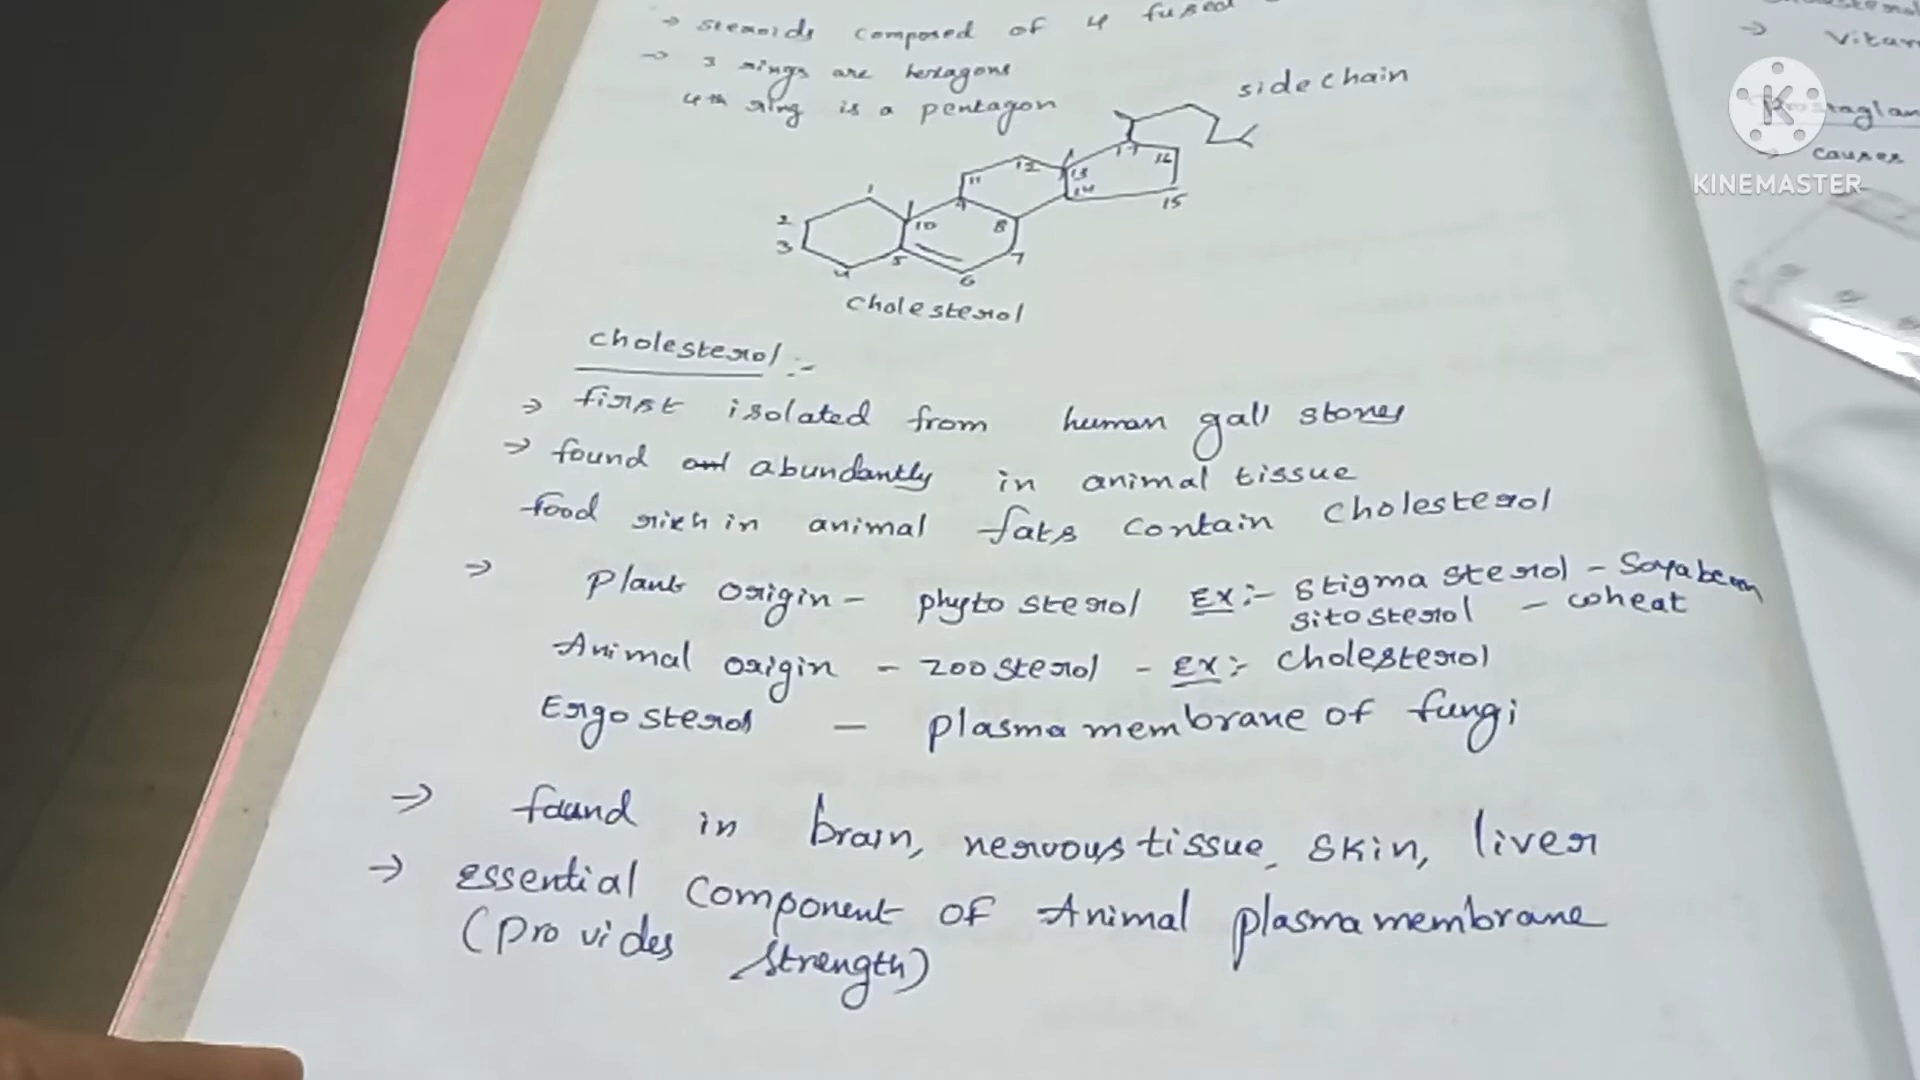 → steroids composed of 4 fused
→ 3 rings are hexagons
4th ring is a pentagon
side chain
1 2 3 4 5 6 7 8 9 10 11 12 13 14 15 16 17
cholesterol
cholesterol :-
→ first isolated from human gall stones
→ found abundantly in animal tissue
food rich in animal fats contain cholesterol
→ Plant origin - phyto sterol Ex:- Stigma sterol - Soyabean
sito sterol - wheat
Animal origin - zoo sterol - Ex:- cholesterol
Ergo sterol - plasma membrane of fungi
→ found in brain, nervous tissue, skin, liver
→ essential component of Animal plasma membrane
(Provides strength)
→ Vitam
Prostaglan
→ causes
KINEMASTER